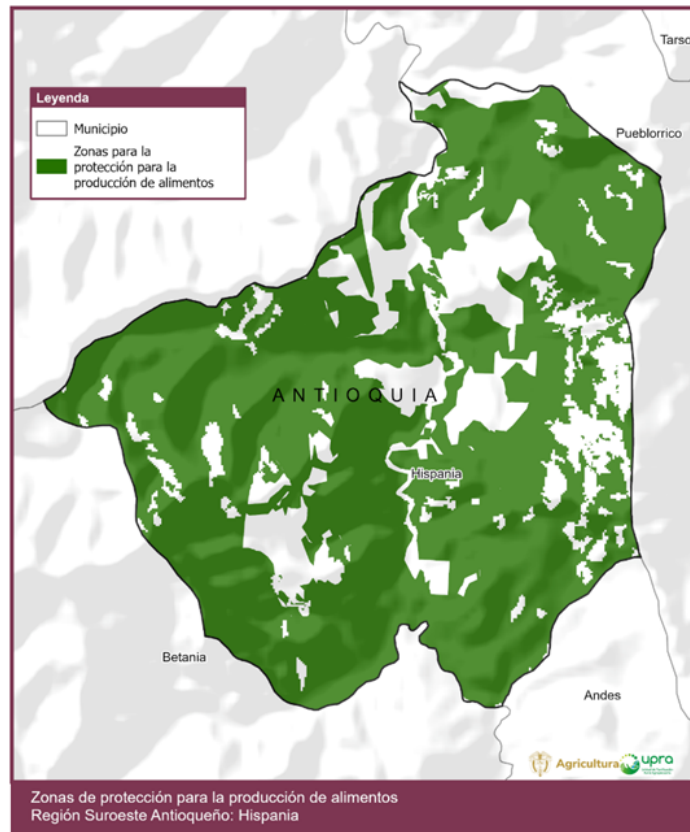 Tarso
Leyenda
Municipio
Zonas para la
protección para la
producción de alimentos
Pueblorrico
ANTIOQUIA
Hispania
Betania
Andes
Agricultura
upra
Zonas de protección para la producción de alimentos
Región Suroeste Antioqueño: Hispania